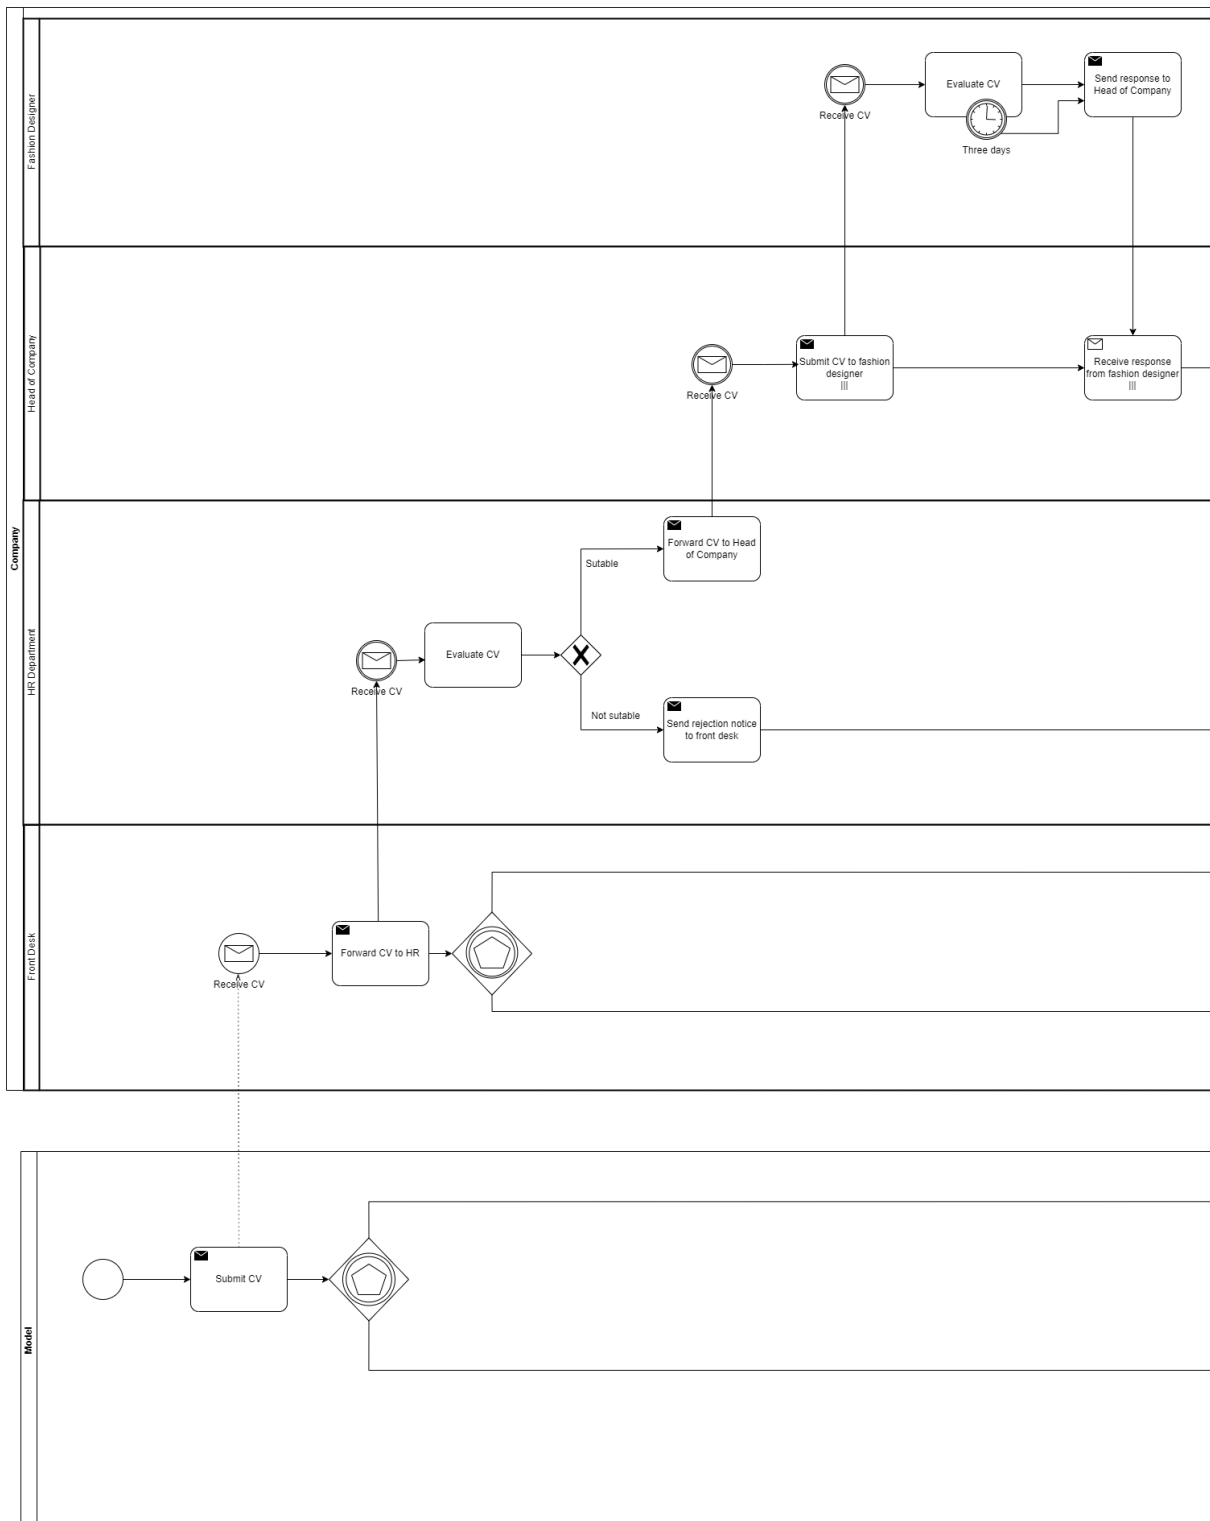 Company
Fashion Designer
Receive CV
Evaluate CV
Three days
Send response to
Head of Company
Head of Company
Receive CV
Submit CV to fashion
designer
Receive response
from fashion designer
HR Department
Receive CV
Evaluate CV
Sutable
Not sutable
Forward CV to Head
of Company
Send rejection notice
to front desk
Front Desk
Receive CV
Forward CV to HR
Model
Submit CV